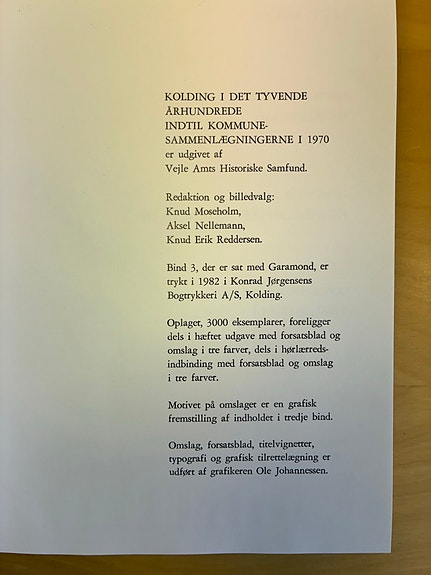 KOLDING I DET TYVENDE
ÅRHUNDREDE
INDTIL KOMMUNE-
SAMMENLÆGNINGERNE I 1970
er udgivet af
Vejle Amts Historiske Samfund.
Redaktion og billedvalg:
Knud Moseholm,
Aksel Nellemann,
Knud Erik Reddersen.
Bind 3, der er sat med Garamond, er
trykt i 1982 i Konrad Jørgensens
Bogtrykkeri A/S, Kolding.
Oplaget, 3000 eksemplarer, foreligger
dels i hæftet udgave med forsatsblad og
omslag i tre farver, dels i hørlærreds-
indbinding med forsatsblad og omslag
i tre farver.
Motivet på omslaget er en grafisk
fremstilling af indholdet i tredje bind.
Omslag, forsatsblad, titelvignetter,
typografi og grafisk tilrettelægning er
udført af grafikeren Ole Johannessen.